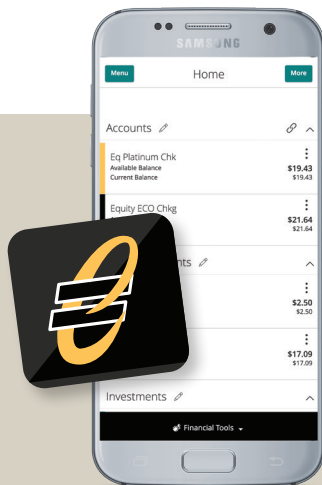 SAMSUNG
Menu
Home
More
Accounts
Eq Platinum Chk
Available Balance
$19.43
Current Balance
$19.43
Equity ECO Chkg
$21.64
$21.64
nts
$2.50
$2.50
$17.09
$17.09
Investments
Financial Tools